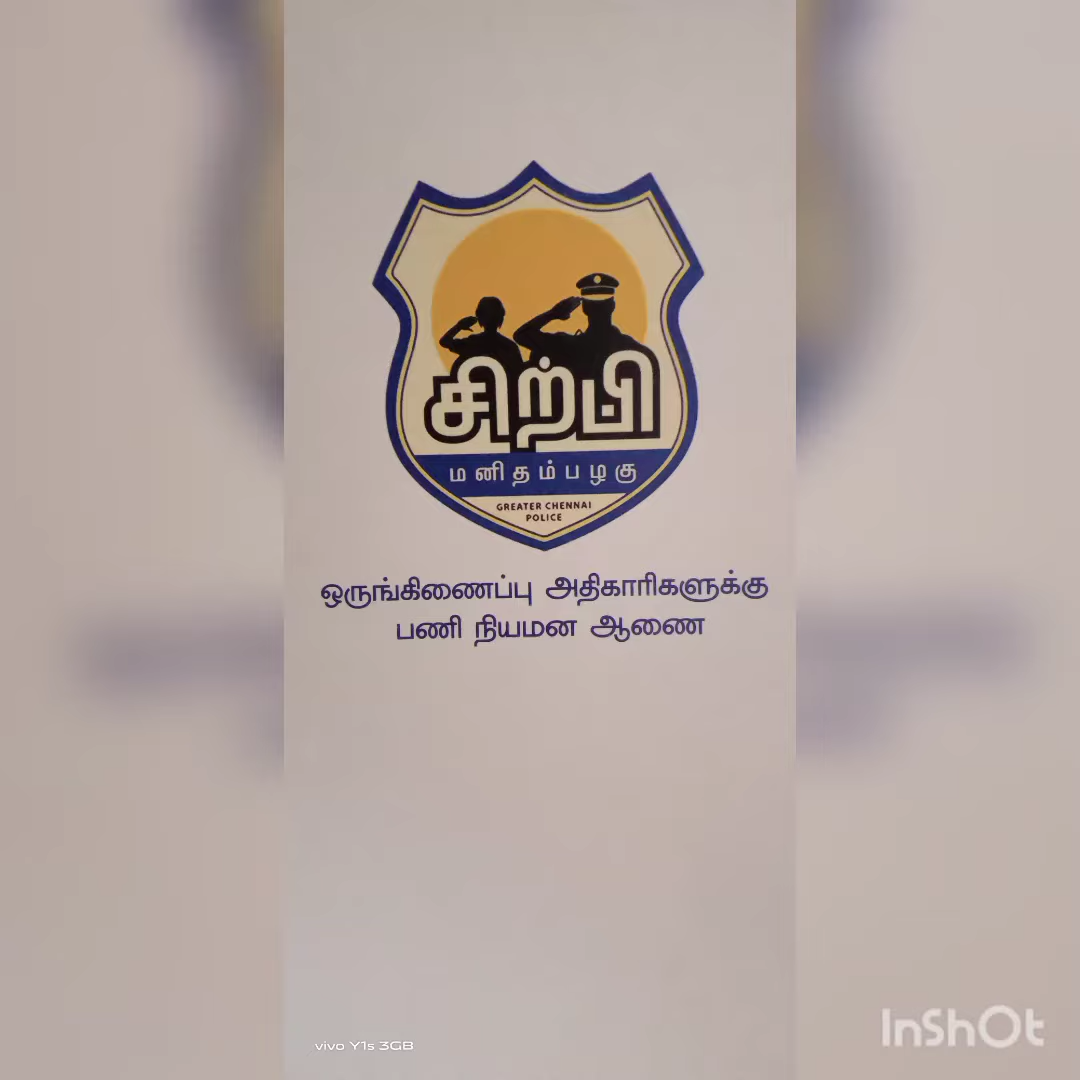 சிற்பி
மனிதம்பழகு
GREATER CHENNAI
POLICE
ஒருங்கிணைப்பு அதிகாரிகளுக்கு
பணி நியமன ஆணை
vivo Y1s 3GB
InShOt